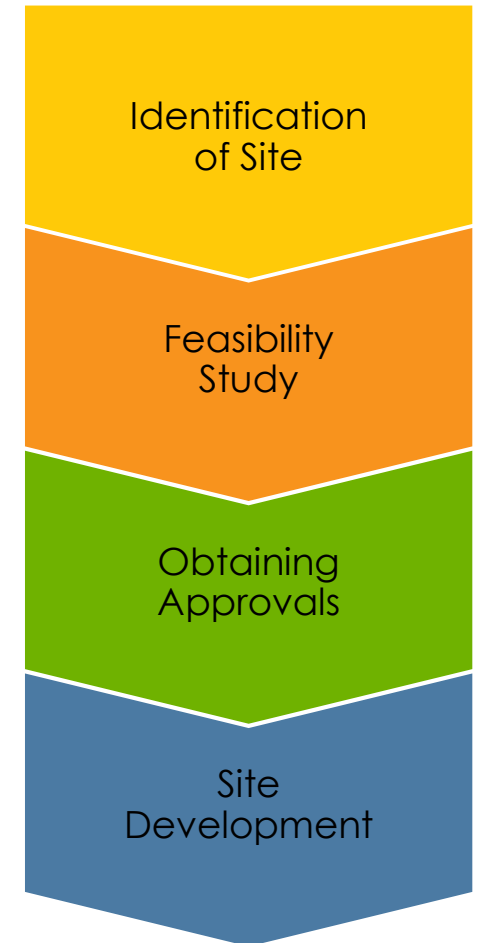 Identification
of Site
Feasibility
Study
Obtaining
Approvals
Site
Development